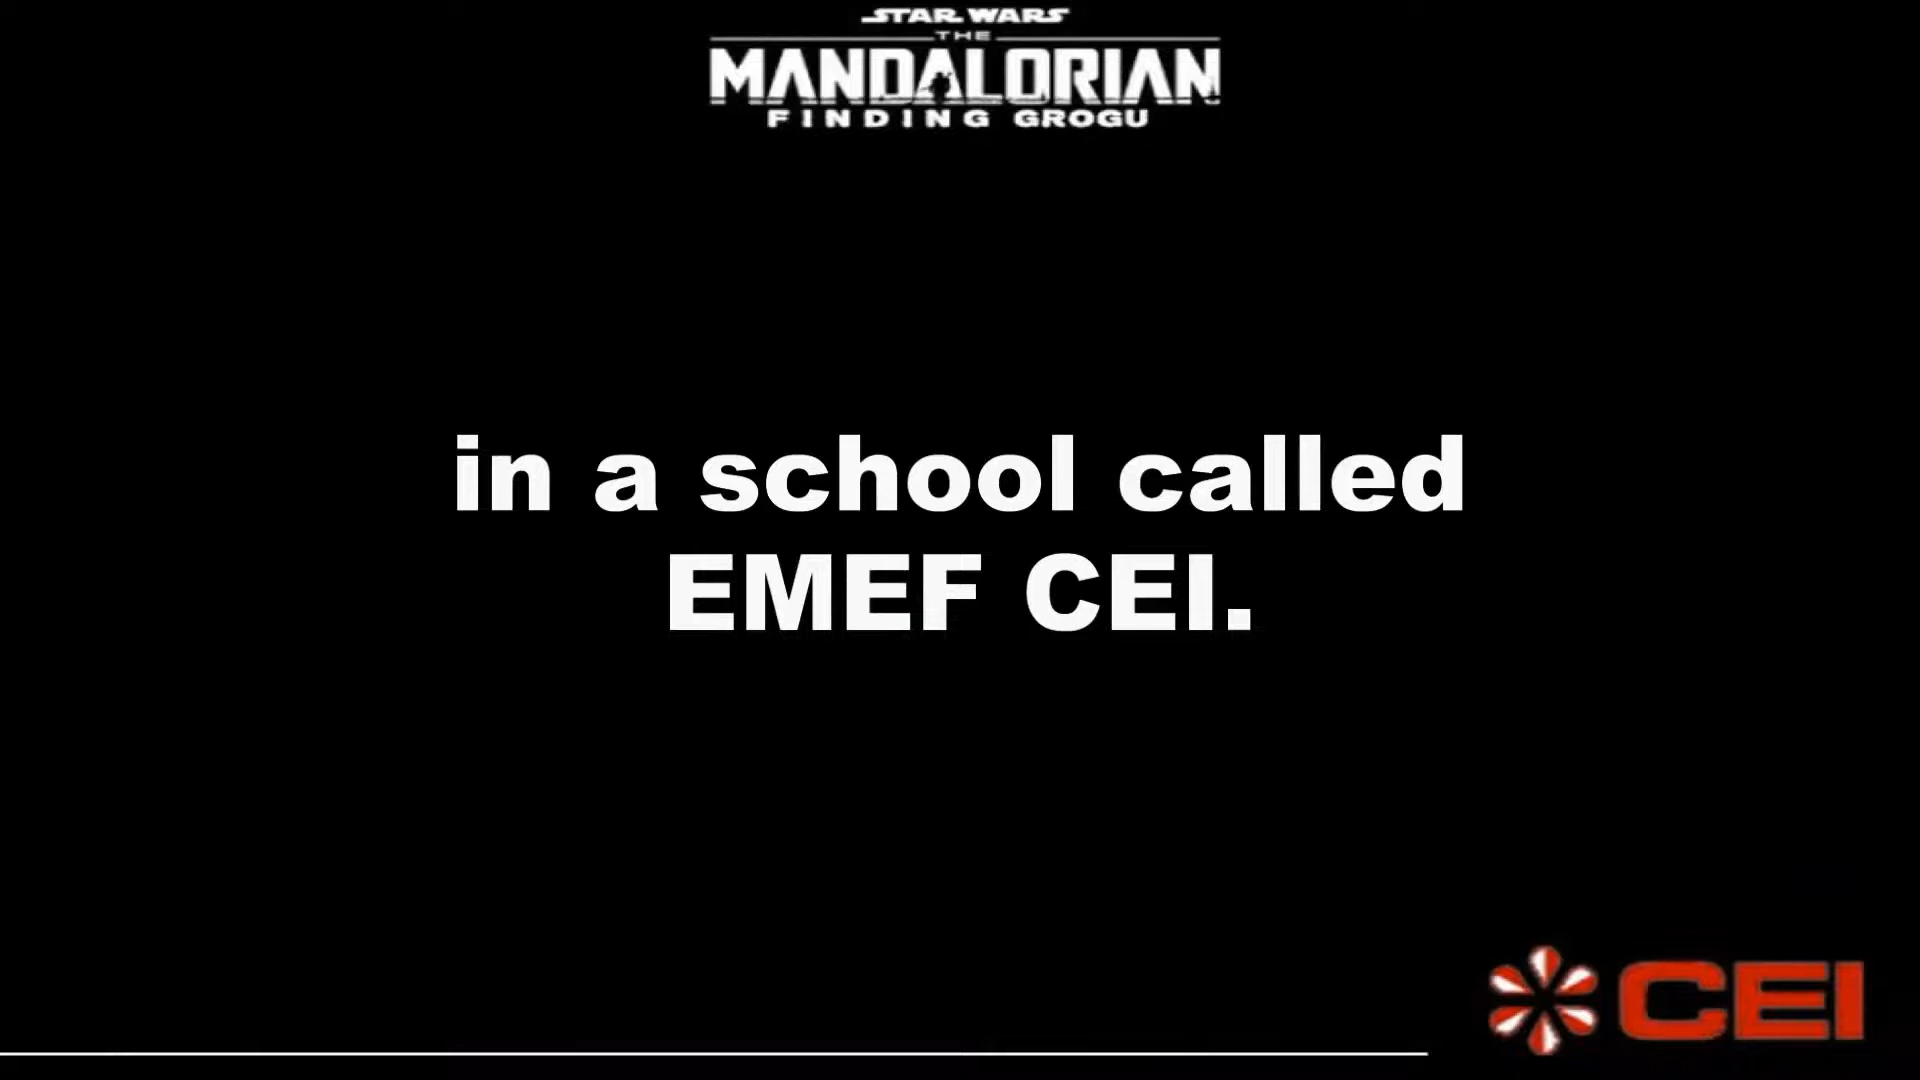 STAR WARS
THE
MANDALORIAN
FINDING GROGU
in a school called
EMEF CEI.
CEI